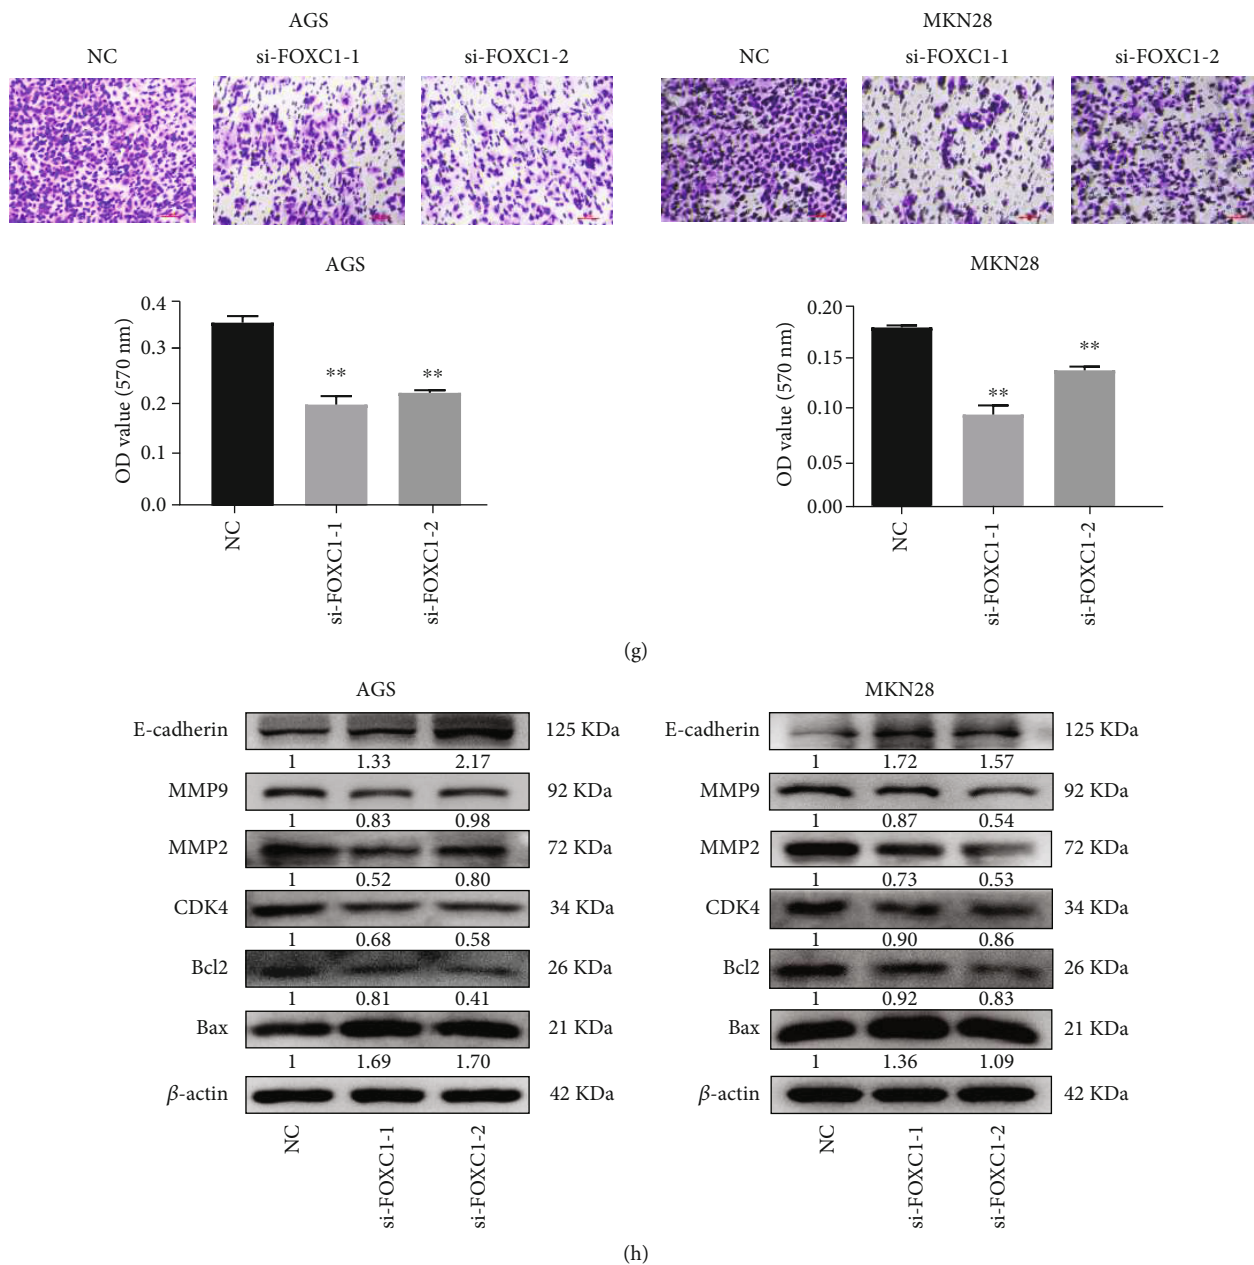 AGS
MKN28
NC si-FOXC1-1 si-FOXC1-2
NC si-FOXC1-1 si-FOXC1-2
AGS
OD value (570 nm)
0.4
0.3
0.2
0.1
0.0
** **
NC si-FOXC1-1 si-FOXC1-2
MKN28
OD value (570 nm)
0.20
0.15
0.10
0.05
0.00
** **
NC si-FOXC1-1 si-FOXC1-2
(g)
AGS
E-cadherin 125 KDa
1 1.33 2.17
MMP9 92 KDa
1 0.83 0.98
MMP2 72 KDa
1 0.52 0.80
CDK4 34 KDa
1 0.68 0.58
Bcl2 26 KDa
1 0.81 0.41
Bax 21 KDa
1 1.69 1.70
β-actin 42 KDa
NC si-FOXC1-1 si-FOXC1-2
MKN28
E-cadherin 125 KDa
1 1.72 1.57
MMP9 92 KDa
1 0.87 0.54
MMP2 72 KDa
1 0.73 0.53
CDK4 34 KDa
1 0.90 0.86
Bcl2 26 KDa
1 0.92 0.83
Bax 21 KDa
1 1.36 1.09
β-actin 42 KDa
NC si-FOXC1-1 si-FOXC1-2
(h)